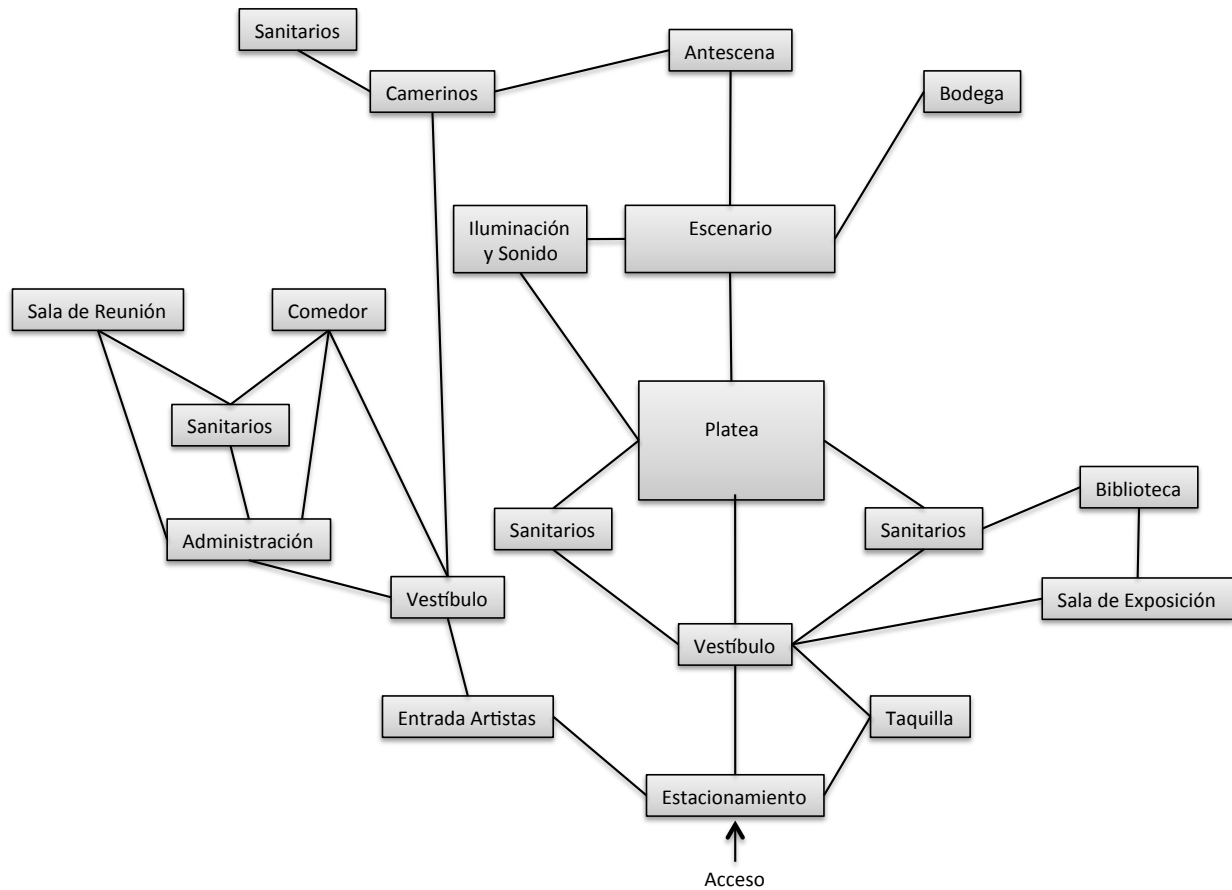 Sanitarios
Antescena
Camerinos
Bodega
Iluminación
y Sonido
Escenario
Sala de Reunión
Comedor
Sanitarios
Platea
Biblioteca
Administración
Sanitarios
Sanitarios
Vestíbulo
Sala de Exposición
Vestíbulo
Entrada Artistas
Taquilla
Estacionamiento
Acceso